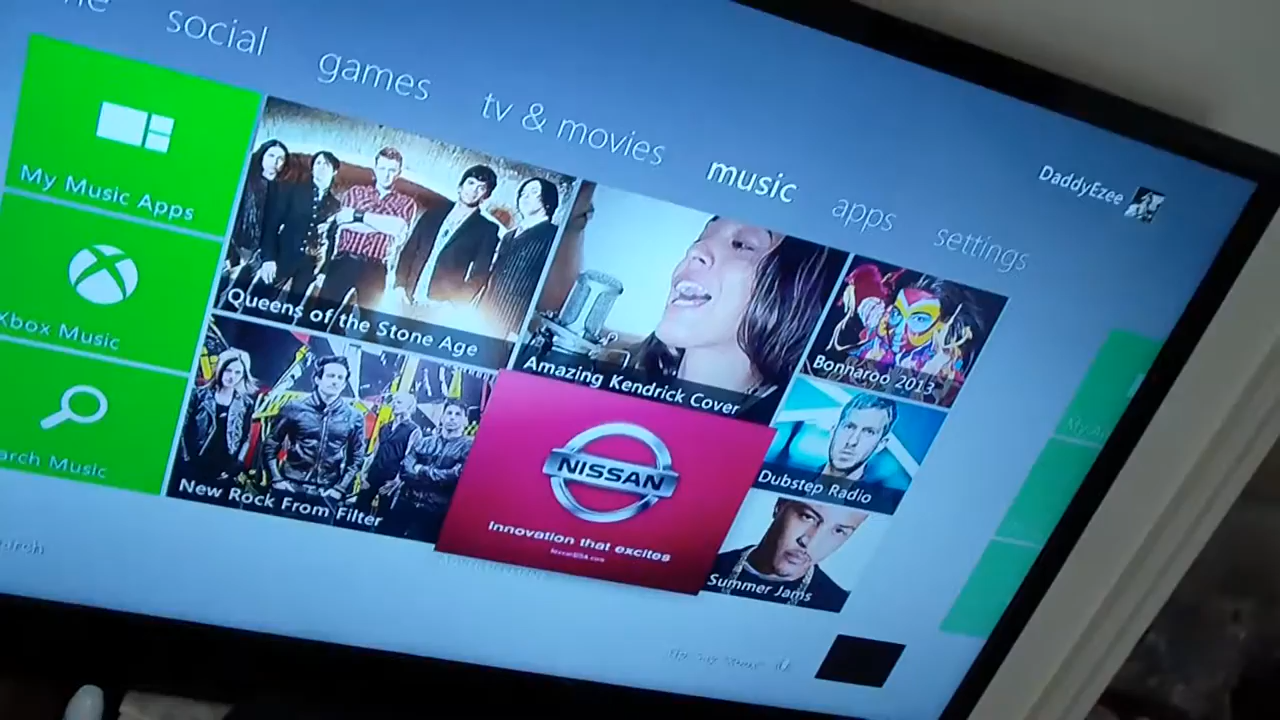 social
games
tv & movies
music
apps
settings
DaddyEzee
My Music Apps
Xbox Music
Queens of the Stone Age
Amazing Kendrick Cover
Bonnaroo 2013
New Rock From Filter
NISSAN
Innovation that excites
Dubstep Radio
Summer Jams
Music